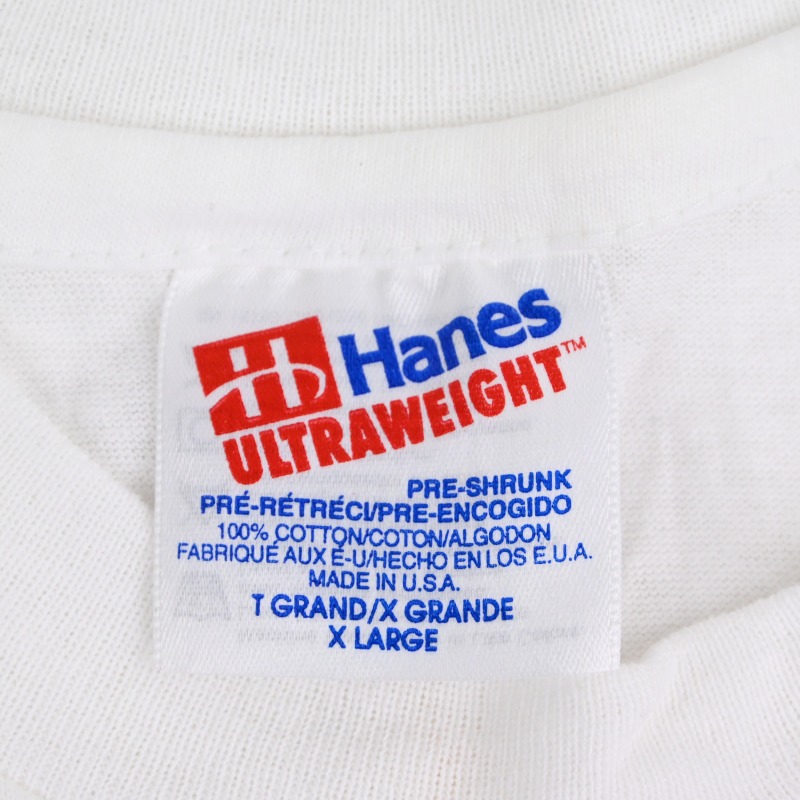 Hanes
ULTRAWEIGHT™
PRE-SHRUNK
PRÉ-RÉTRÉCI/PRE-ENCOGIDO
100% COTTON/COTON/ALGODON
FABRIQUÉ AUX É-U/HECHO EN LOS E.U.A.
MADE IN U.S.A.
T GRAND/X GRANDE
X LARGE